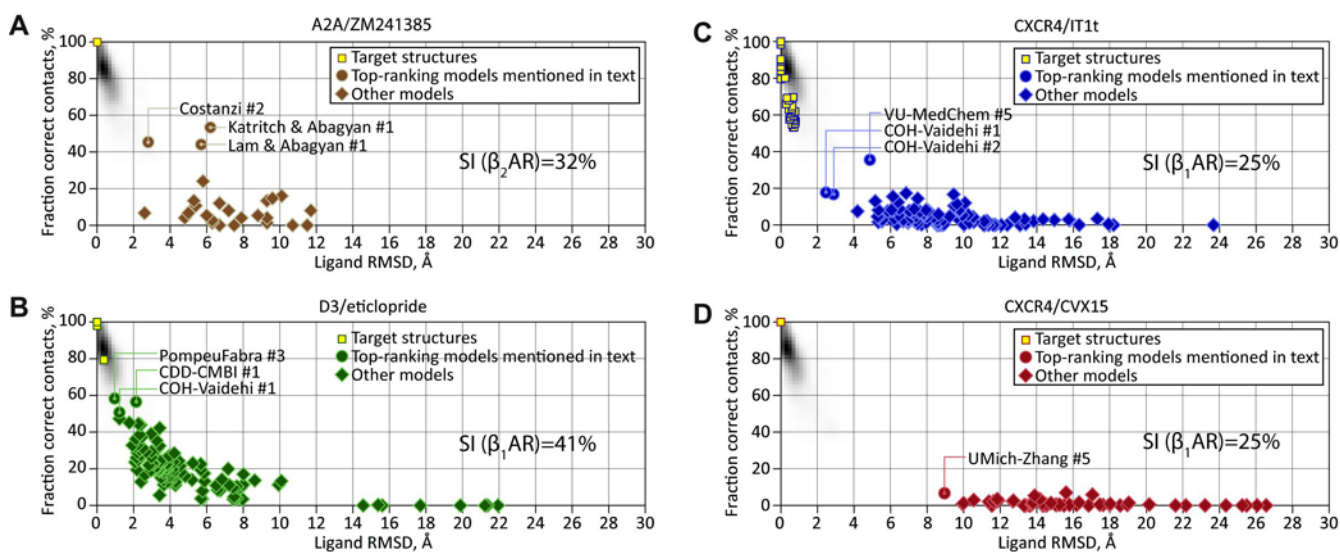 A
A2A/ZM241385
Fraction correct contacts, %
100
80
60
40
20
0
Target structures
Top-ranking models mentioned in text
Other models
Costanzi #2
Katritch & Abagyan #1
Lam & Abagyan #1
SI (β₂AR)=32%
0 2 4 6 8 10 12 14 16 18 20 22 24 26 28 30
Ligand RMSD, Å
B
D3/eticlopride
Fraction correct contacts, %
100
80
60
40
20
0
Target structures
Top-ranking models mentioned in text
Other models
PompeuFabra #3
CDD-CMBI #1
COH-Vaidehi #1
SI (β₁AR)=41%
0 2 4 6 8 10 12 14 16 18 20 22 24 26 28 30
Ligand RMSD, Å
C
CXCR4/IT1t
Fraction correct contacts, %
100
80
60
40
20
0
Target structures
Top-ranking models mentioned in text
Other models
VU-MedChem #5
COH-Vaidehi #1
COH-Vaidehi #2
SI (β₁AR)=25%
0 2 4 6 8 10 12 14 16 18 20 22 24 26 28 30
Ligand RMSD, Å
D
CXCR4/CVX15
Fraction correct contacts, %
100
80
60
40
20
0
Target structures
Top-ranking models mentioned in text
Other models
SI (β₁AR)=25%
UMich-Zhang #5
0 2 4 6 8 10 12 14 16 18 20 22 24 26 28 30
Ligand RMSD, Å